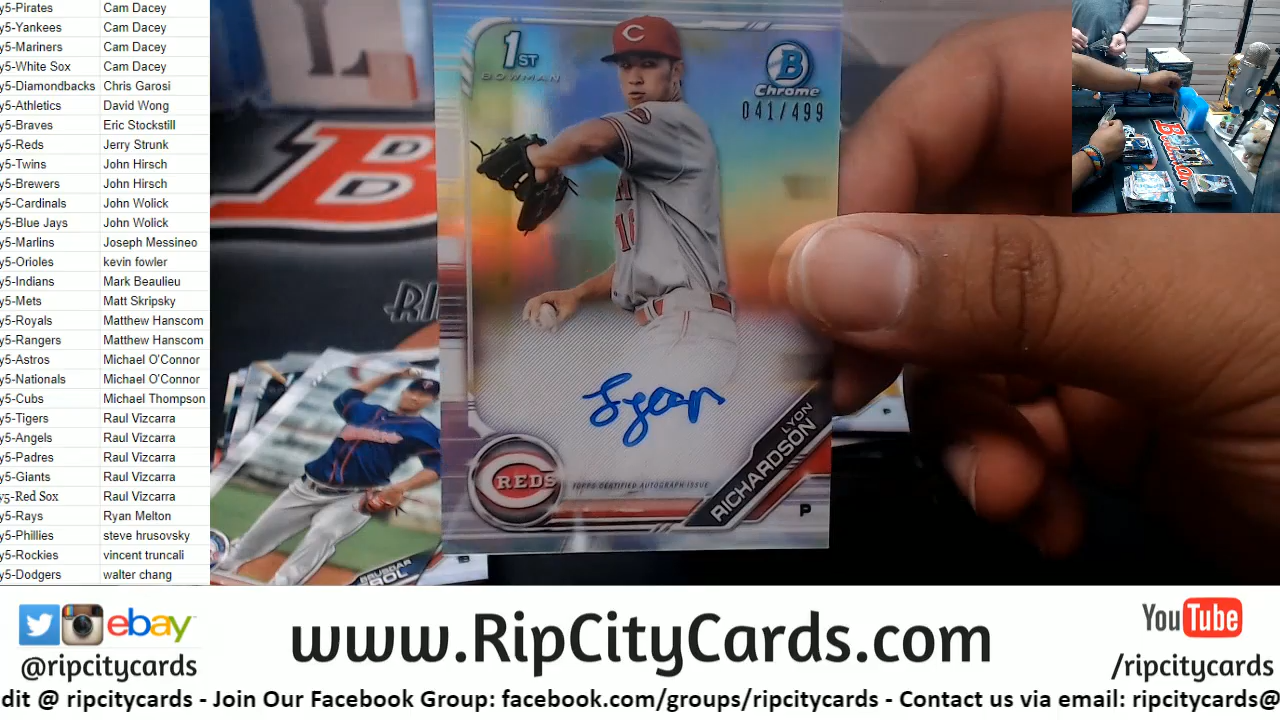 y5-Pirates Cam Dacey
y5-Yankees Cam Dacey
y5-Mariners Cam Dacey
y5-White Sox Cam Dacey
y5-Diamondbacks Chris Garosi
y5-Athletics David Wong
y5-Braves Eric Stockstill
y5-Reds Jerry Strunk
y5-Twins John Hirsch
y5-Brewers John Hirsch
y5-Cardinals John Wolick
y5-Blue Jays John Wolick
y5-Marlins Joseph Messineo
y5-Orioles kevin fowler
y5-Indians Mark Beaulieu
y5-Mets Matt Skripsky
y5-Royals Matthew Hanscom
y5-Rangers Matthew Hanscom
y5-Astros Michael O'Connor
y5-Nationals Michael O'Connor
y5-Cubs Michael Thompson
y5-Tigers Raul Vizcarra
y5-Angels Raul Vizcarra
y5-Padres Raul Vizcarra
y5-Giants Raul Vizcarra
y5-Red Sox Raul Vizcarra
y5-Rays Ryan Melton
y5-Phillies steve hrusovsky
y5-Rockies vincent truncali
y5-Dodgers walter chang
1ST
BOWMAN
B
Chrome
041/499
C
REDS
TOPPS CERTIFIED AUTOGRAPH ISSUE
LYON
RICHARDSON
P
Bowman
ebay
@ripcitycards
www.RipCityCards.com
YouTube
/ripcitycards
dit @ ripcitycards - Join Our Facebook Group: facebook.com/groups/ripcitycards - Contact us via email: ripcitycards@